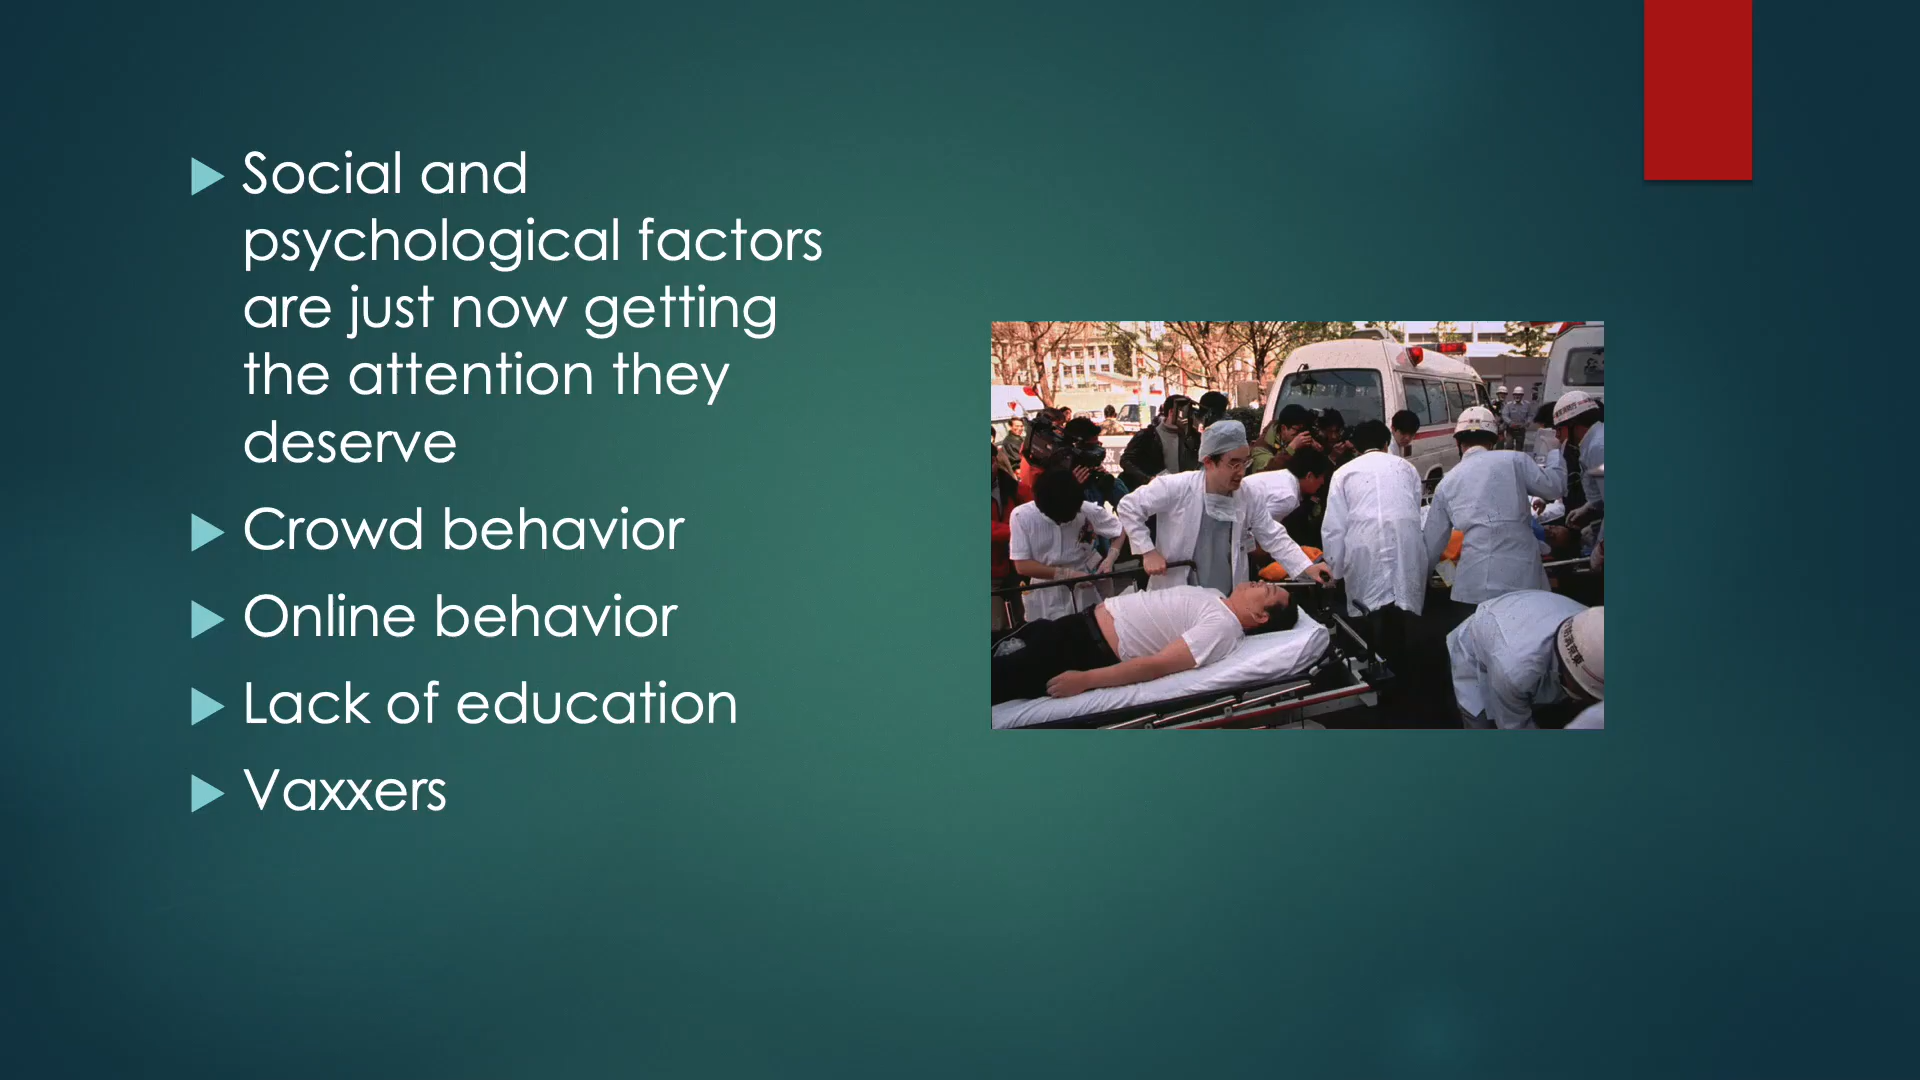 Social and
psychological factors
are just now getting
the attention they
deserve
Crowd behavior
Online behavior
Lack of education
Vaxxers